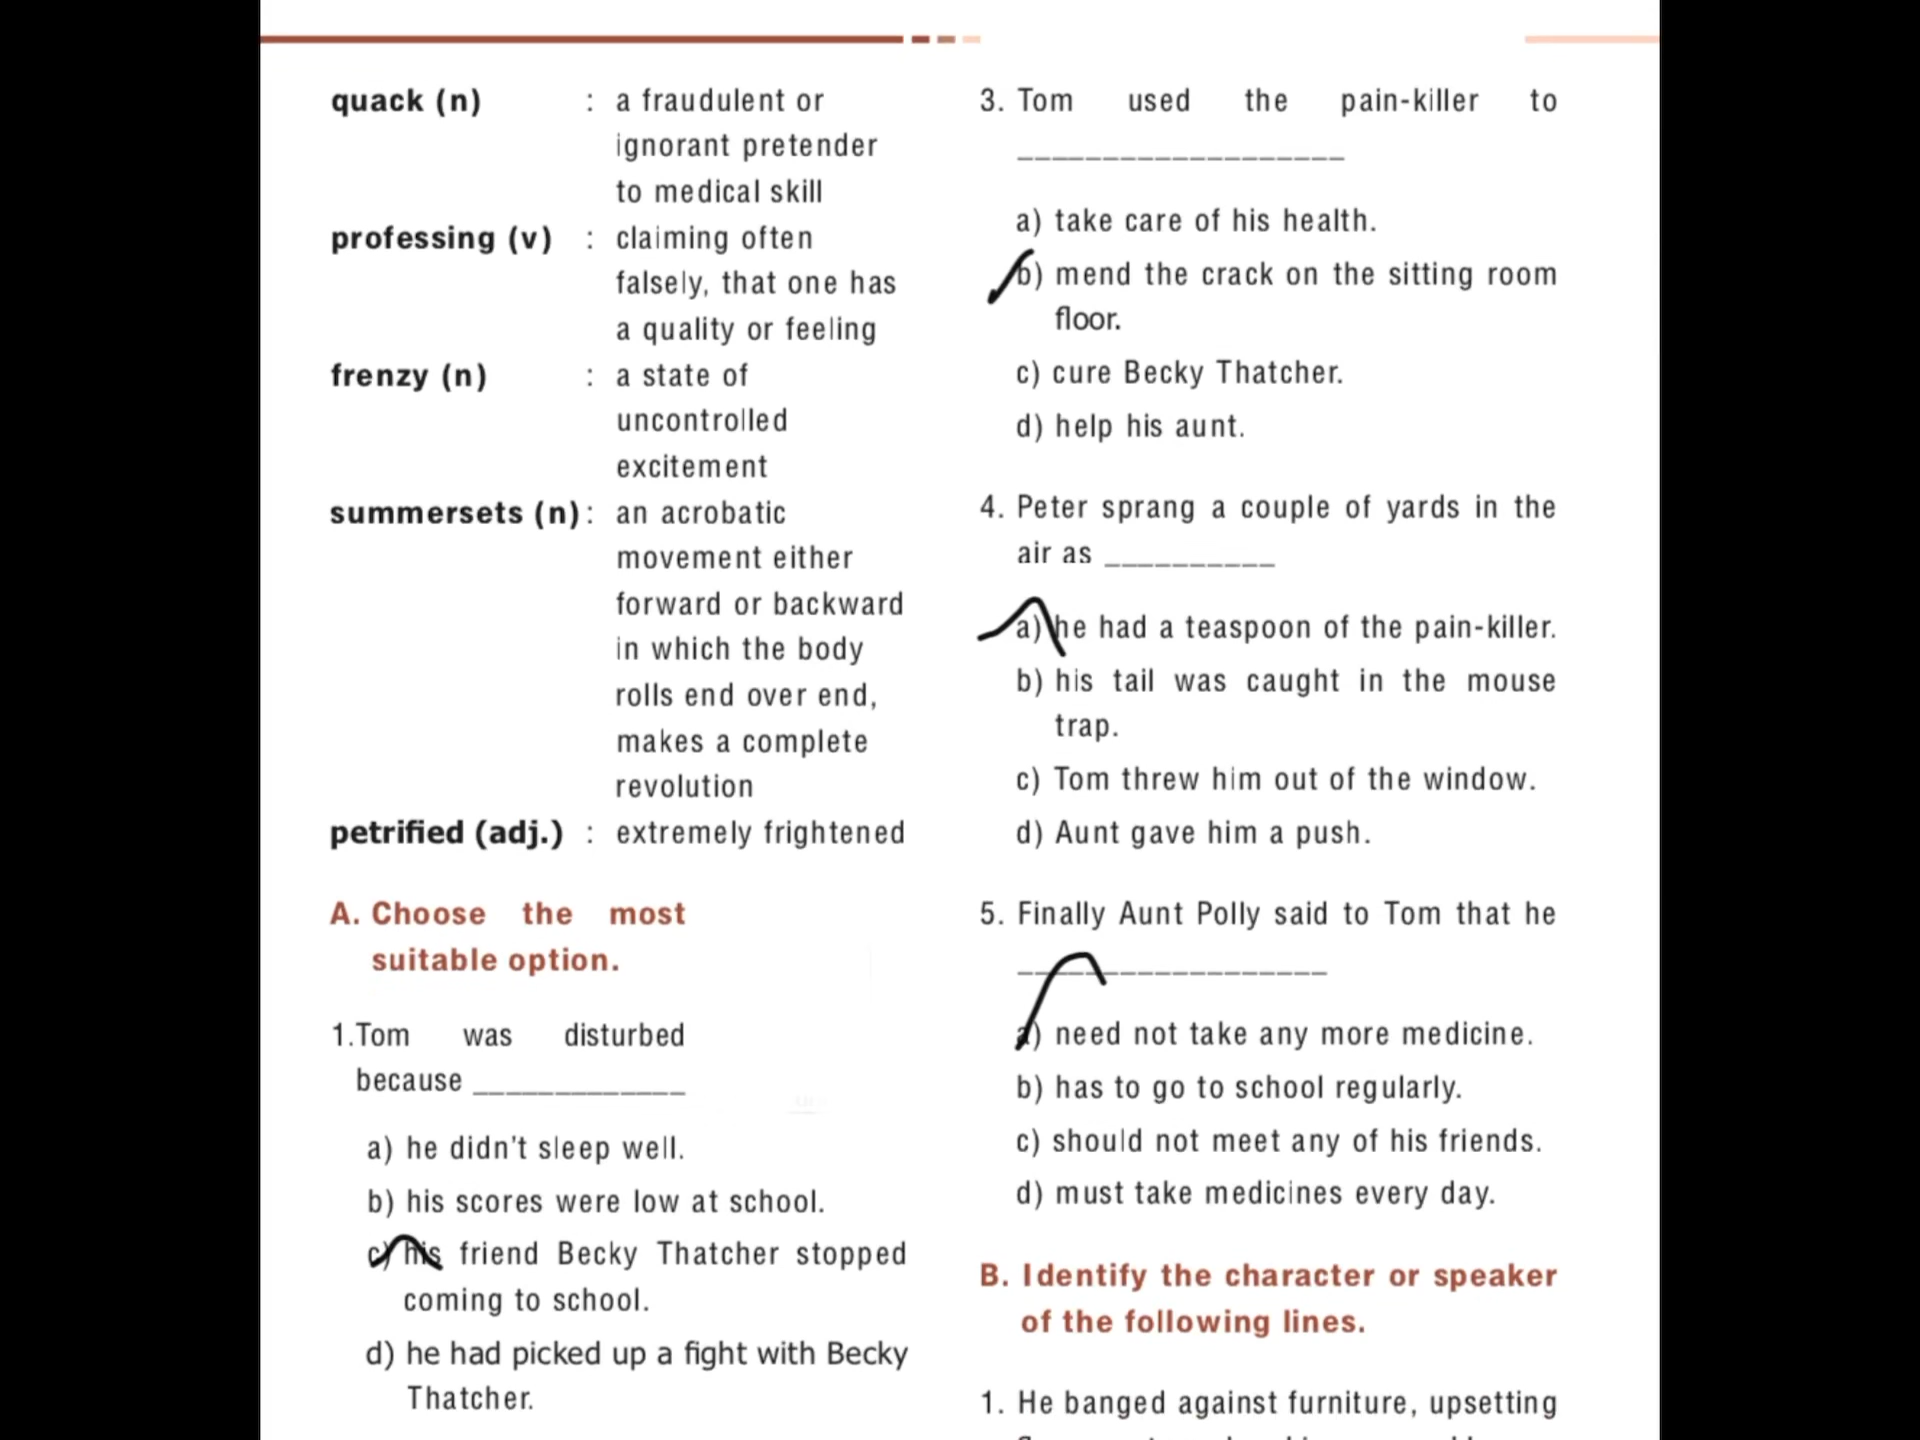 quack (n) : a fraudulent or
ignorant pretender
to medical skill
professing (v) : claiming often
falsely, that one has
a quality or feeling
frenzy (n) : a state of
uncontrolled
excitement
summersets (n) : an acrobatic
movement either
forward or backward
in which the body
rolls end over end,
makes a complete
revolution
petrified (adj.) : extremely frightened
A. Choose the most
suitable option.
1.Tom was disturbed
because _____________
a) he didn't sleep well.
b) his scores were low at school.
c) his friend Becky Thatcher stopped
coming to school.
d) he had picked up a fight with Becky
Thatcher.
3. Tom used the pain-killer to
___________________
a) take care of his health.
b) mend the crack on the sitting room
floor.
c) cure Becky Thatcher.
d) help his aunt.
4. Peter sprang a couple of yards in the
air as __________
a) he had a teaspoon of the pain-killer.
b) his tail was caught in the mouse
trap.
c) Tom threw him out of the window.
d) Aunt gave him a push.
5. Finally Aunt Polly said to Tom that he
__________________
a) need not take any more medicine.
b) has to go to school regularly.
c) should not meet any of his friends.
d) must take medicines every day.
B. Identify the character or speaker
of the following lines.
1. He banged against furniture, upsetting